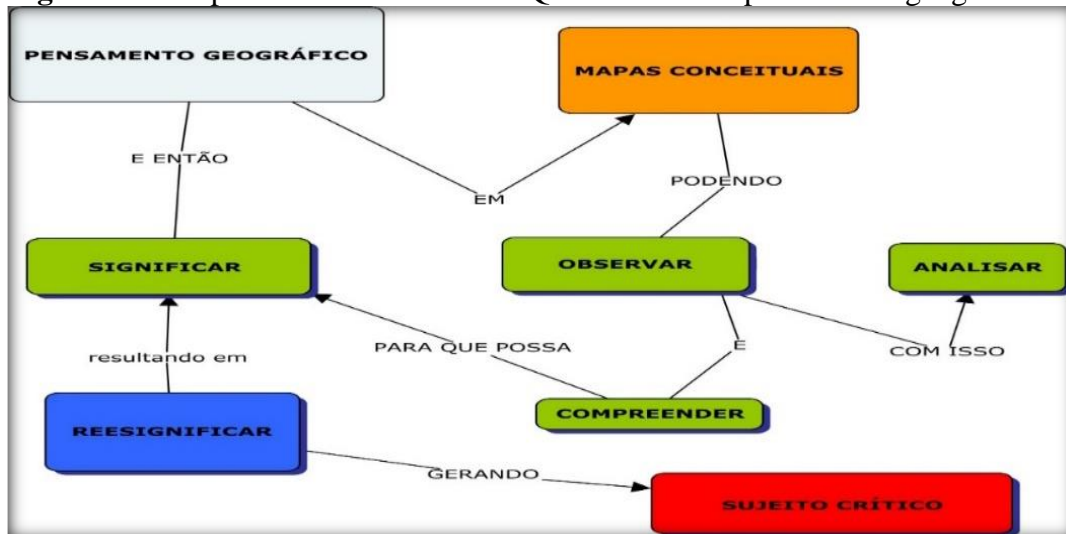 PENSAMENTO GEOGRÁFICO
MAPAS CONCEITUAIS
E ENTÃO
EM
PODENDO
SIGNIFICAR
OBSERVAR
ANALISAR
resultando em
PARA QUE POSSA
E
COM ISSO
REESIGNIFICAR
COMPREENDER
GERANDO
SUJEITO CRÍTICO